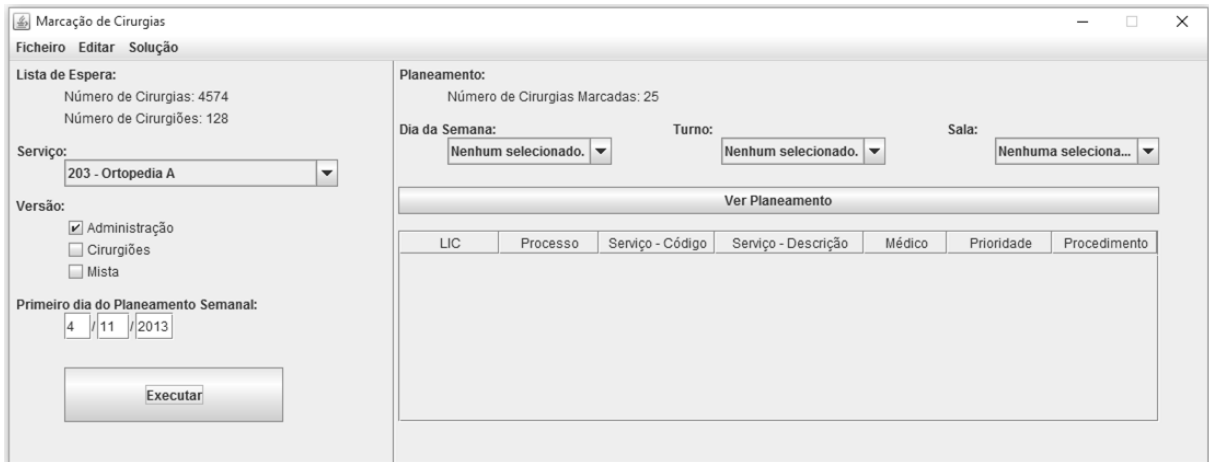 Marcação de Cirurgias
Ficheiro Editar Solução
Lista de Espera:
Número de Cirurgias: 4574
Número de Cirurgiões: 128
Serviço:
203 - Ortopedia A
Versão:
Administração
Cirurgiões
Mista
Primeiro dia do Planeamento Semanal:
4 / 11 / 2013
Executar
Planeamento:
Número de Cirurgias Marcadas: 25
Dia da Semana: Turno: Sala:
Nenhum selecionado. Nenhum selecionado. Nenhuma seleciona...
Ver Planeamento
LIC Processo Serviço - Código Serviço - Descrição Médico Prioridade Procedimento